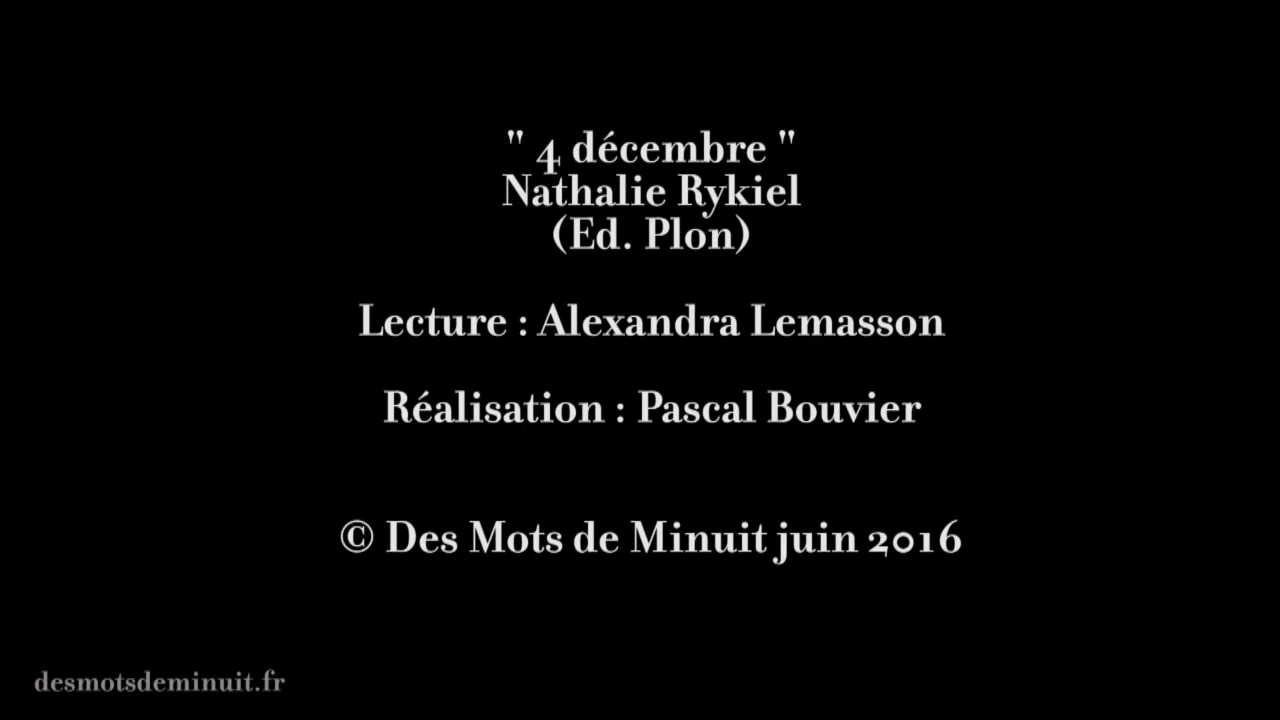 " 4 décembre "
Nathalie Rykiel
(Ed. Plon)
Lecture : Alexandra Lemasson
Réalisation : Pascal Bouvier
© Des Mots de Minuit juin 2016
desmotsdeminuit.fr